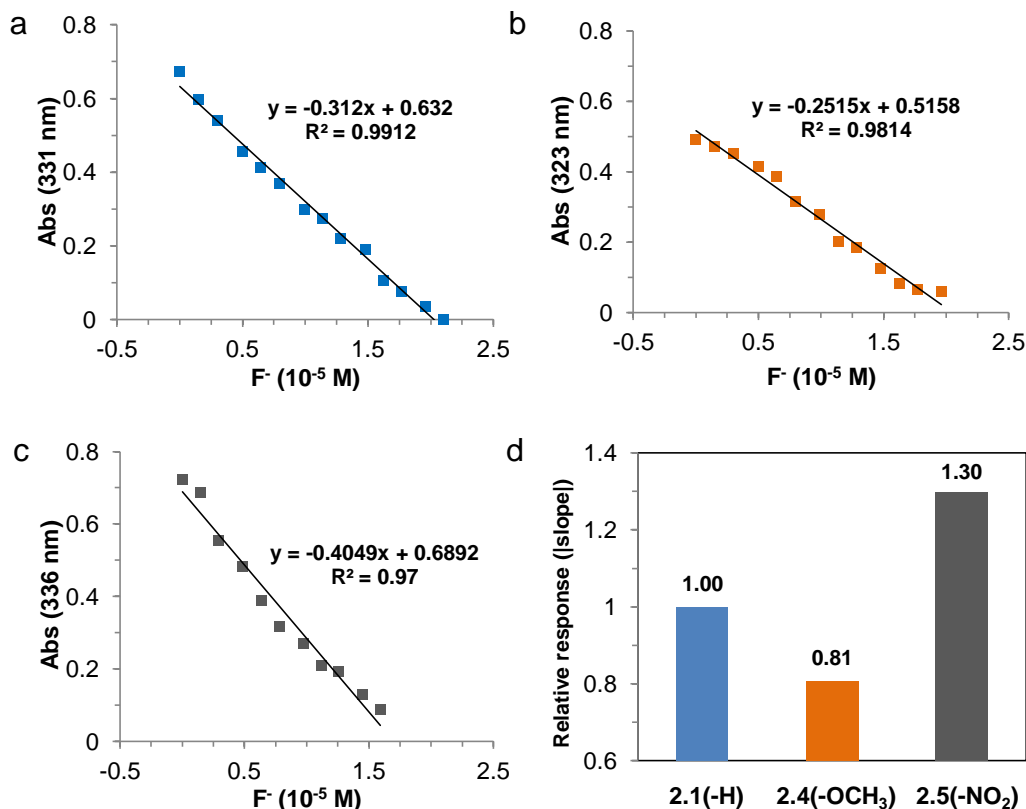 a
Abs (331 nm)
0.8
0.6
0.4
0.2
0
y = -0.312x + 0.632
R² = 0.9912
-0.5
0.5
1.5
2.5
F⁻ (10⁻⁵ M)
b
Abs (323 nm)
0.8
0.6
0.4
0.2
0
y = -0.2515x + 0.5158
R² = 0.9814
-0.5
0.5
1.5
2.5
F⁻ (10⁻⁵ M)
c
Abs (336 nm)
0.8
0.6
0.4
0.2
0
y = -0.4049x + 0.6892
R² = 0.97
-0.5
0.5
1.5
2.5
F⁻ (10⁻⁵ M)
d
Relative response (|slope|)
1.4
1.2
1
0.8
0.6
1.00
0.81
1.30
2.1(-H)
2.4(-OCH₃)
2.5(-NO₂)